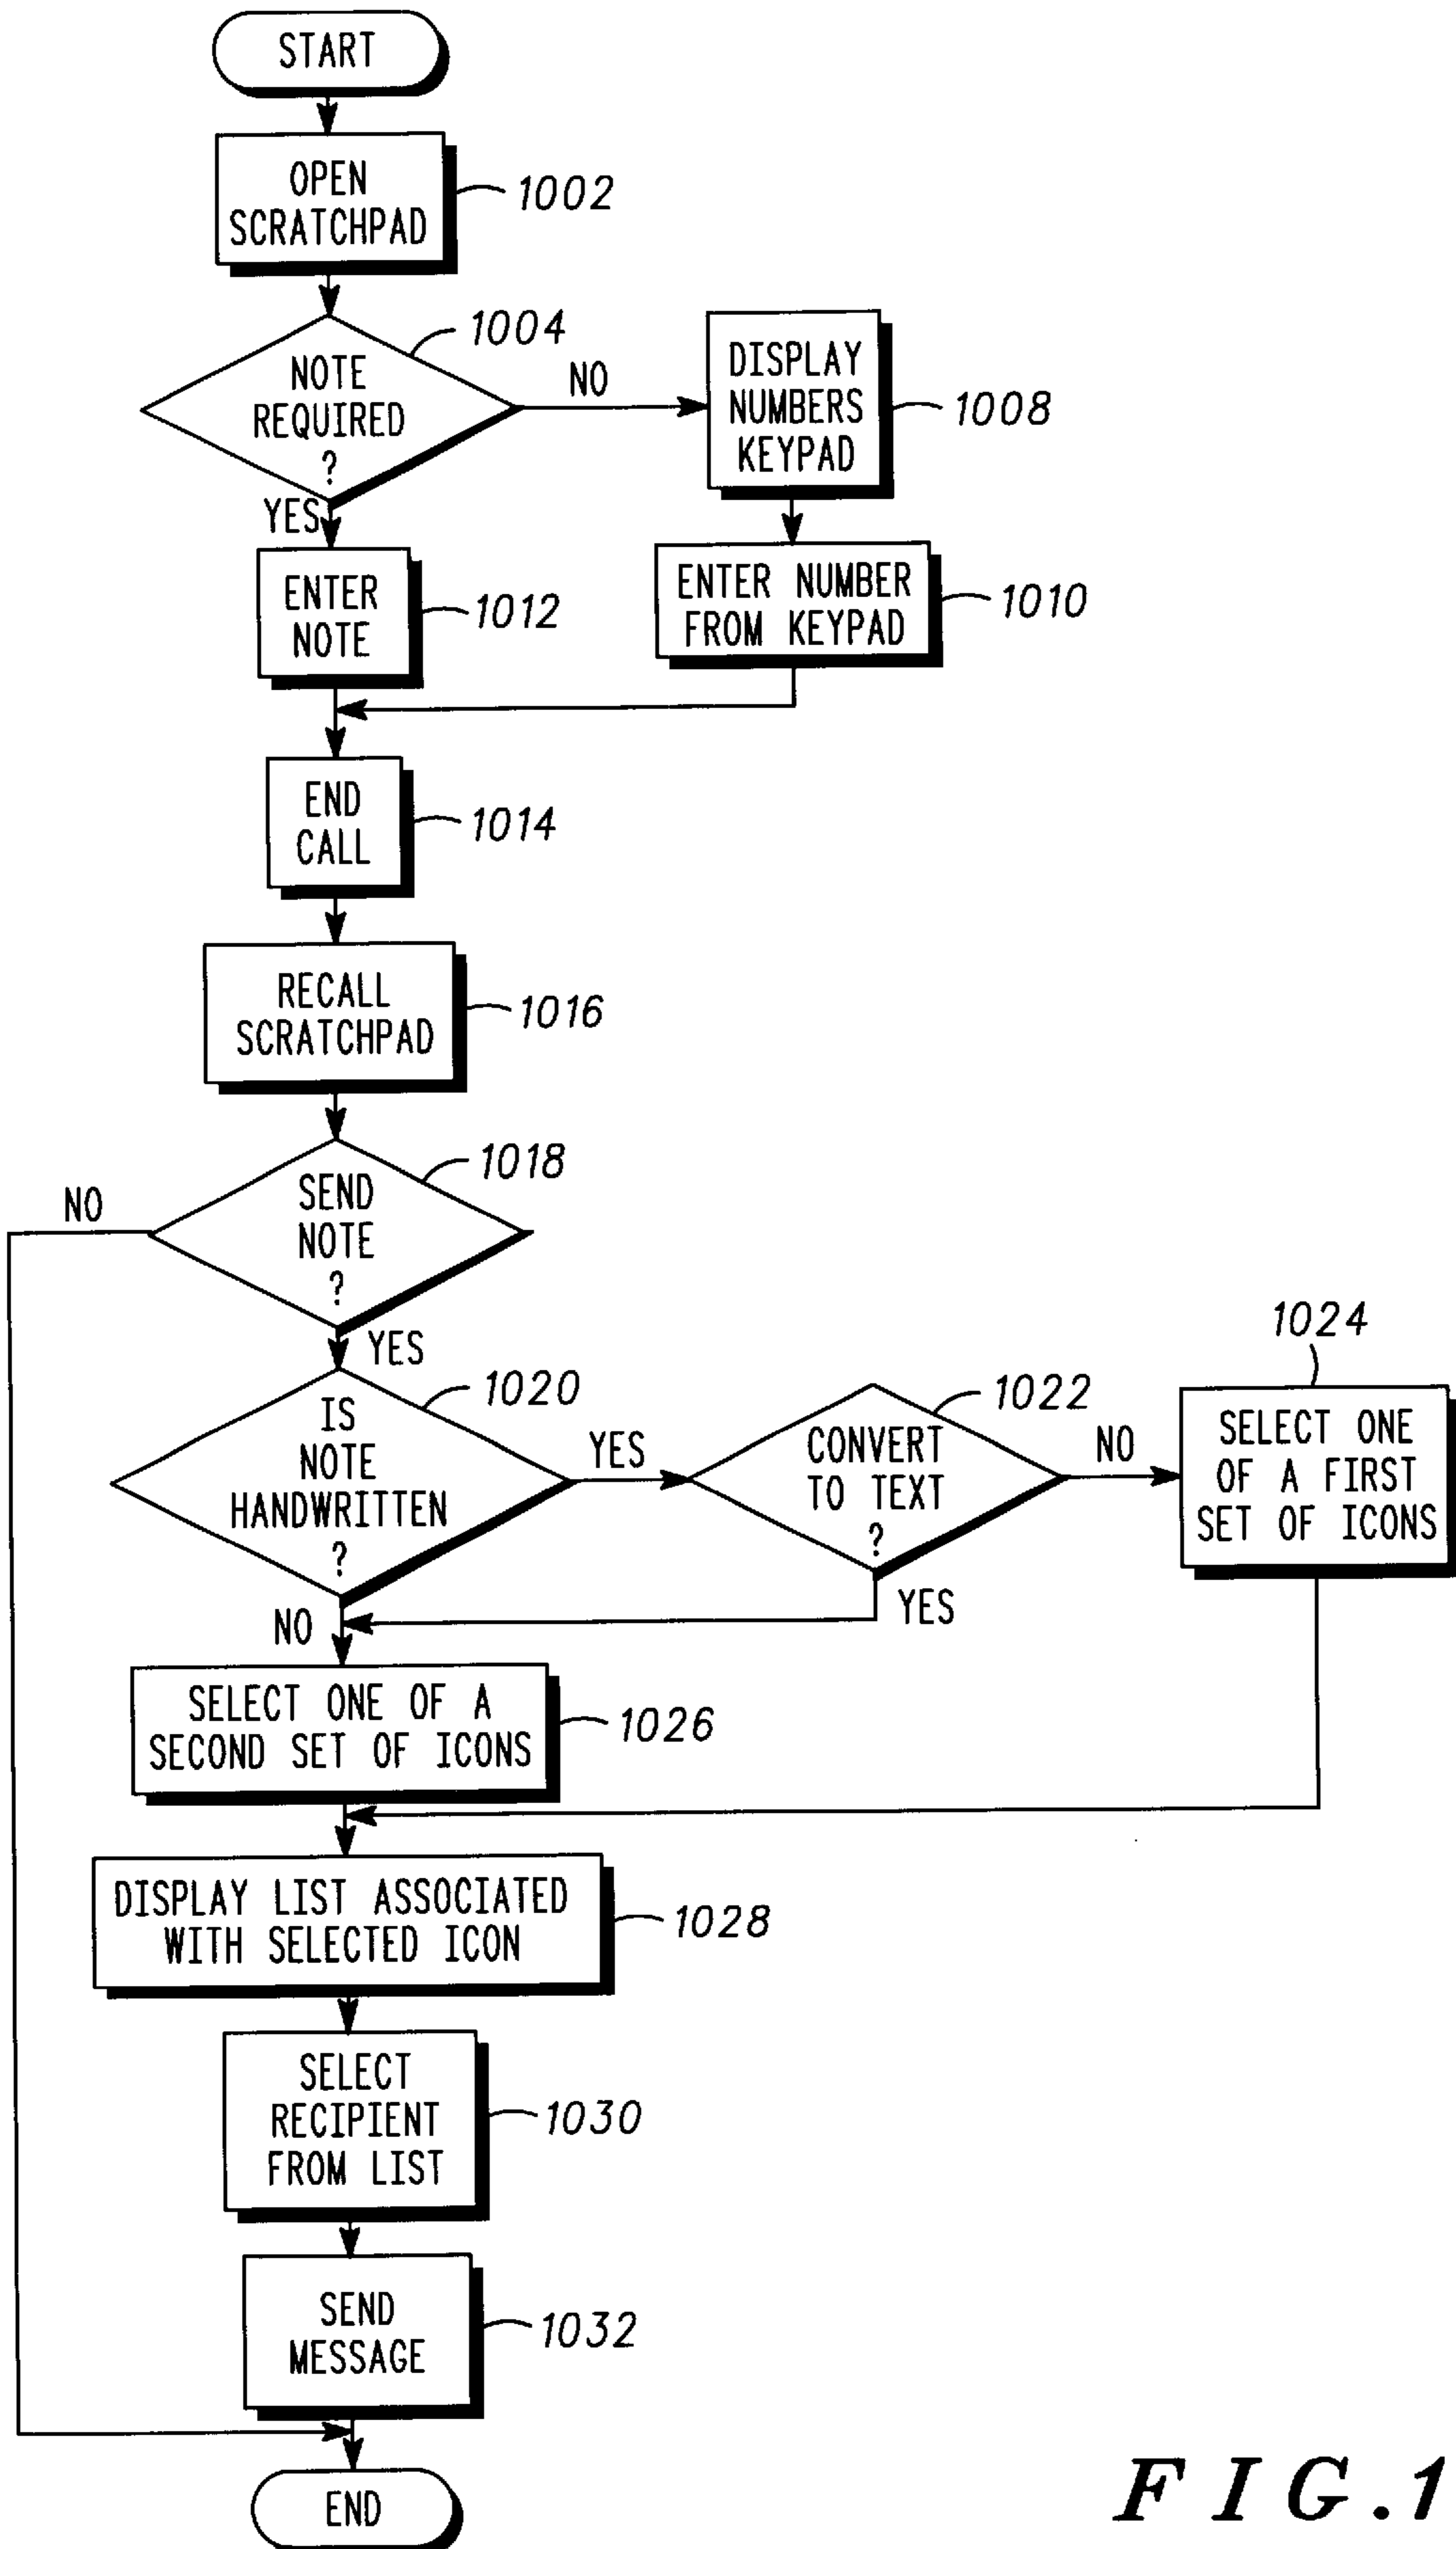 START
OPEN
SCRATCHPAD
1002
NOTE
REQUIRED
?
1004
NO
DISPLAY
NUMBERS
KEYPAD
1008
YES
ENTER
NOTE
1012
ENTER NUMBER
FROM KEYPAD
1010
END
CALL
1014
RECALL
SCRATCHPAD
1016
SEND
NOTE
?
1018
NO
YES
IS
NOTE
HANDWRITTEN
?
1020
YES
CONVERT
TO TEXT
?
1022
NO
1024
SELECT ONE
OF A FIRST
SET OF ICONS
YES
NO
SELECT ONE OF A
SECOND SET OF ICONS
1026
DISPLAY LIST ASSOCIATED
WITH SELECTED ICON
1028
SELECT
RECIPIENT
FROM LIST
1030
SEND
MESSAGE
1032
END
FIG.1